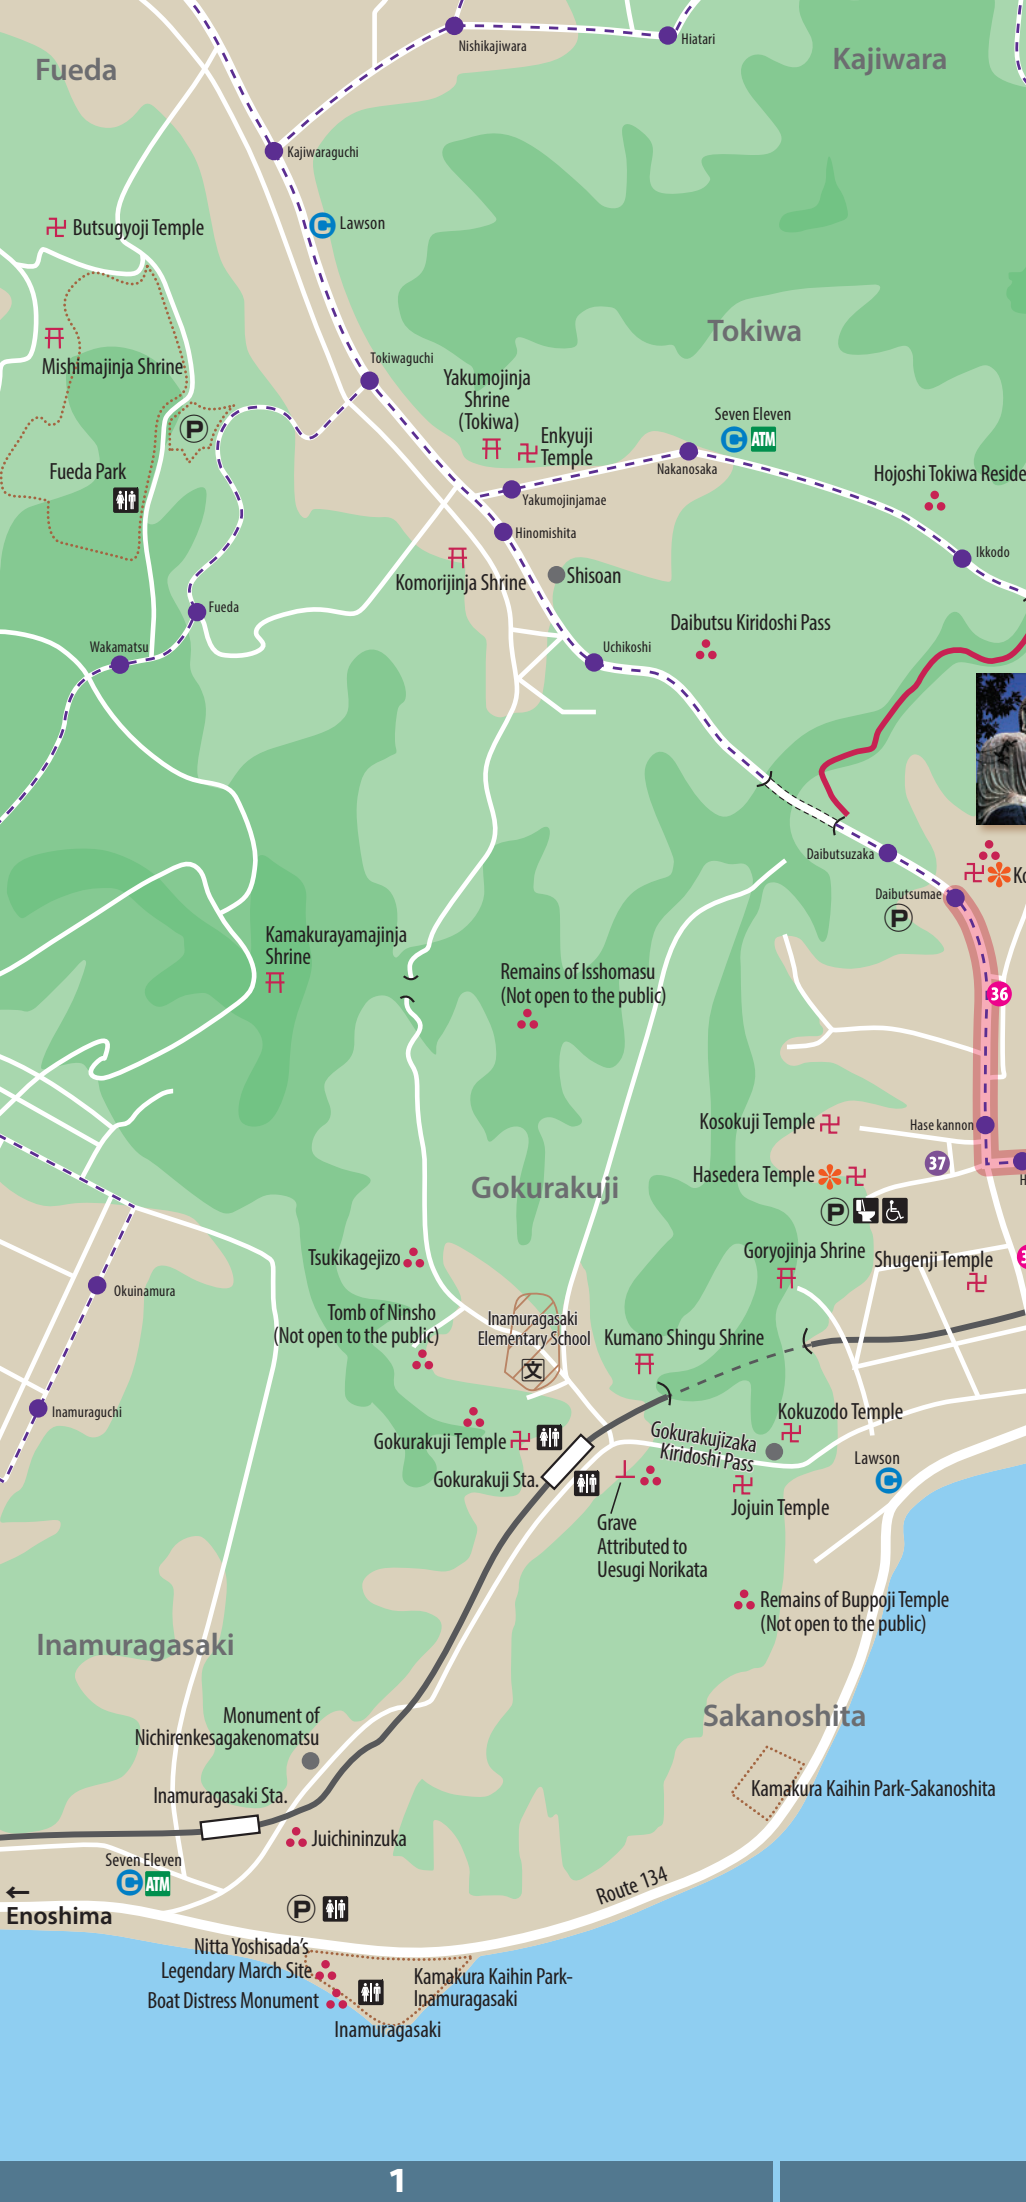 Fueda
Kajiwara
Nishikajiwara
Hiatari
Kajiwaraguchi
Butsugyoji Temple
C
Lawson
Mishimajinja Shrine
Tokiwa
Tokiwaguchi
Yakumojinja
Shrine
(Tokiwa)
P
Enkyuji
Temple
Seven Eleven
C ATM
Nakanosaka
Fueda Park
Hojoshi Tokiwa Reside
Yakumojinjamae
Hinomishita
Ikkodo
Komorijinja Shrine
Shisoan
Fueda
Daibutsu Kiridoshi Pass
Wakamatsu
Uchikoshi
Daibutsuzaka
Ko
Daibutsumae
P
Kamakurayamajinja
Shrine
Remains of Isshomasu
(Not open to the public)
36
Kosokuji Temple
Hase kannon
37
H
Hasedera Temple
P
Gokurakuji
Goryojinja Shrine
Shugenji Temple
3
Tsukikagejizo
Okuinamura
Tomb of Ninsho
(Not open to the public)
Inamuragasaki
Elementary School
文
Kumano Shingu Shrine
Inamuraguchi
Kokuzodo Temple
Gokurakuji Temple
Gokurakujizaka
Kiridoshi Pass
Lawson
C
Gokurakuji Sta.
Jojuin Temple
Grave
Attributed to
Uesugi Norikata
Remains of Buppoji Temple
(Not open to the public)
Inamuragasaki
Sakanoshita
Monument of
Nichirenkesagakenomatsu
Kamakura Kaihin Park-Sakanoshita
Inamuragasaki Sta.
Juichininzuka
Seven Eleven
C ATM
Route 134
←
Enoshima
P
Nitta Yoshisada's
Legendary March Site
Boat Distress Monument
Kamakura Kaihin Park-
Inamuragasaki
Inamuragasaki
1